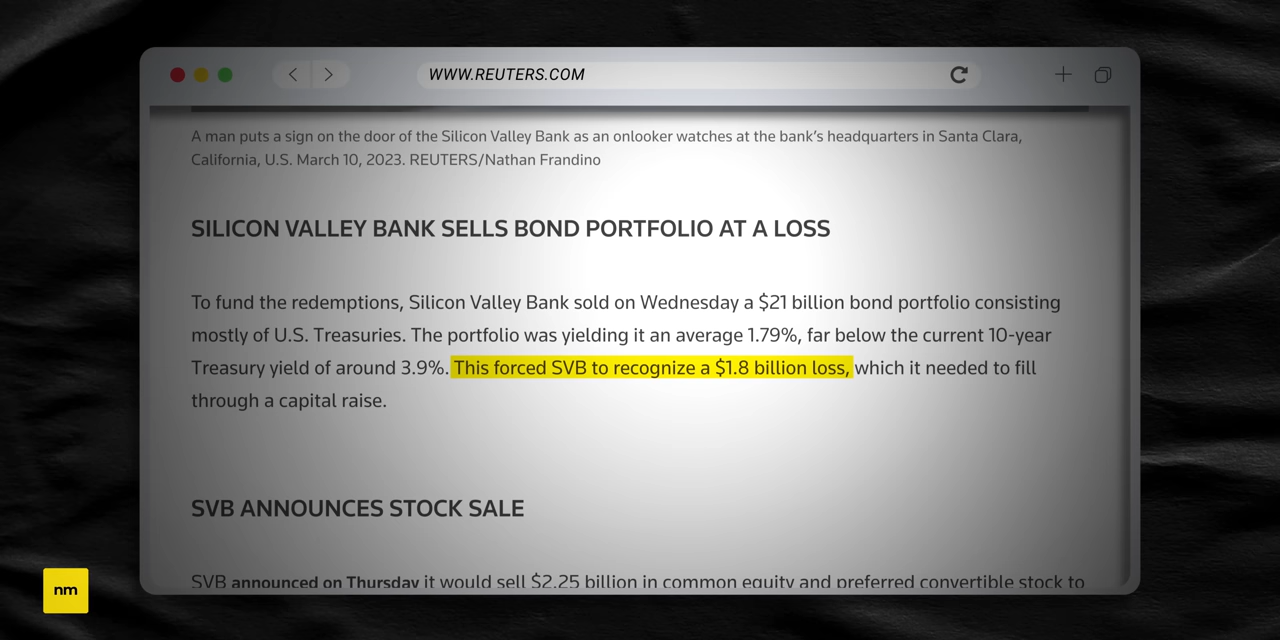 WWW.REUTERS.COM
A man puts a sign on the door of the Silicon Valley Bank as an onlooker watches at the bank's headquarters in Santa Clara,
California, U.S. March 10, 2023. REUTERS/Nathan Frandino
SILICON VALLEY BANK SELLS BOND PORTFOLIO AT A LOSS
To fund the redemptions, Silicon Valley Bank sold on Wednesday a $21 billion bond portfolio consisting
mostly of U.S. Treasuries. The portfolio was yielding it an average 1.79%, far below the current 10-year
Treasury yield of around 3.9%. This forced SVB to recognize a $1.8 billion loss, which it needed to fill
through a capital raise.
SVB ANNOUNCES STOCK SALE
SVB announced on Thursday it would sell $2.25 billion in common equity and preferred convertible stock to
nm